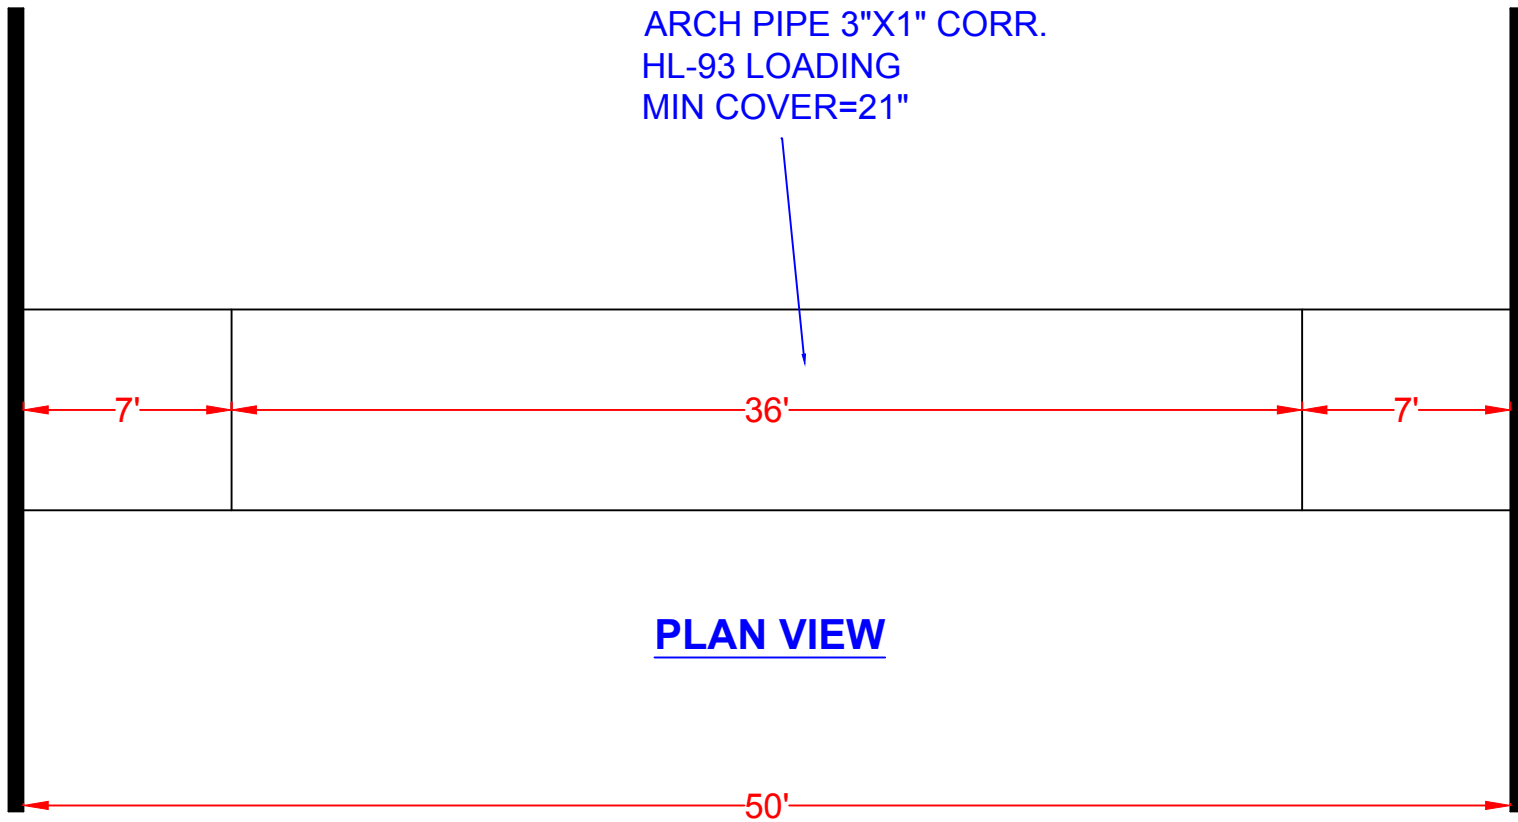 ARCH PIPE 3"X1" CORR.
HL-93 LOADING
MIN COVER=21"
7'
36'
7'
PLAN VIEW
50'